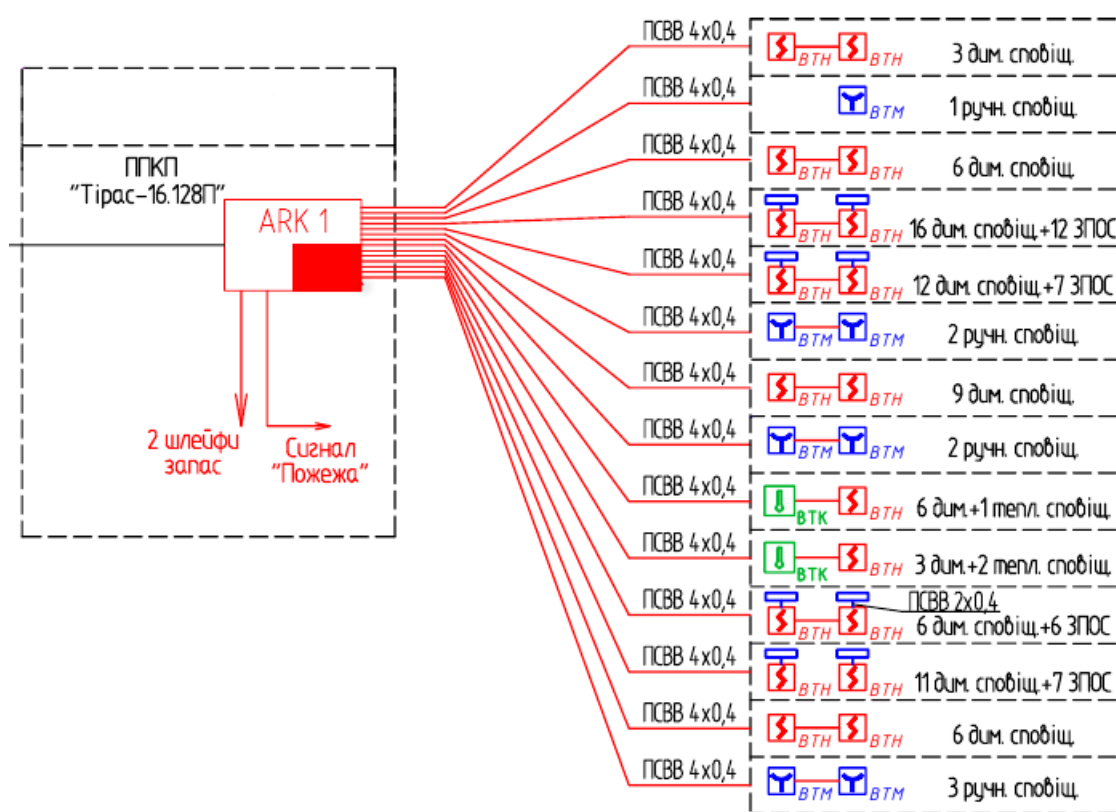 ППКП
"Тірас–16.128П"
ARK 1
2 шлейфи
запас
Сигнал
"Пожежа"
ПСВВ 4х0,4
ВТН ВТН 3 дим. сповіщ.
ПСВВ 4х0,4
ВТМ 1 ручн. сповіщ.
ПСВВ 4х0,4
ВТН ВТН 6 дим. сповіщ.
ПСВВ 4х0,4
ВТН ВТН 16 дим. сповіщ.+12 ЗПОС
ПСВВ 4х0,4
ВТН ВТН 12 дим. сповіщ.+7 ЗПОС
ПСВВ 4х0,4
ВТМ ВТМ 2 ручн. сповіщ.
ПСВВ 4х0,4
ВТН ВТН 9 дим. сповіщ.
ПСВВ 4х0,4
ВТМ ВТМ 2 ручн. сповіщ.
ПСВВ 4х0,4
ВТК ВТН 6 дим.+1 тепл. сповіщ.
ПСВВ 4х0,4
ВТК ВТН 3 дим.+2 тепл. сповіщ.
ПСВВ 2х0,4
ПСВВ 4х0,4
ВТН ВТН 6 дим. сповіщ.+6 ЗПОС
ПСВВ 4х0,4
ВТН ВТН 11 дим. сповіщ.+7 ЗПОС
ПСВВ 4х0,4
ВТН ВТН 6 дим. сповіщ.
ПСВВ 4х0,4
ВТМ ВТМ 3 ручн. сповіщ.